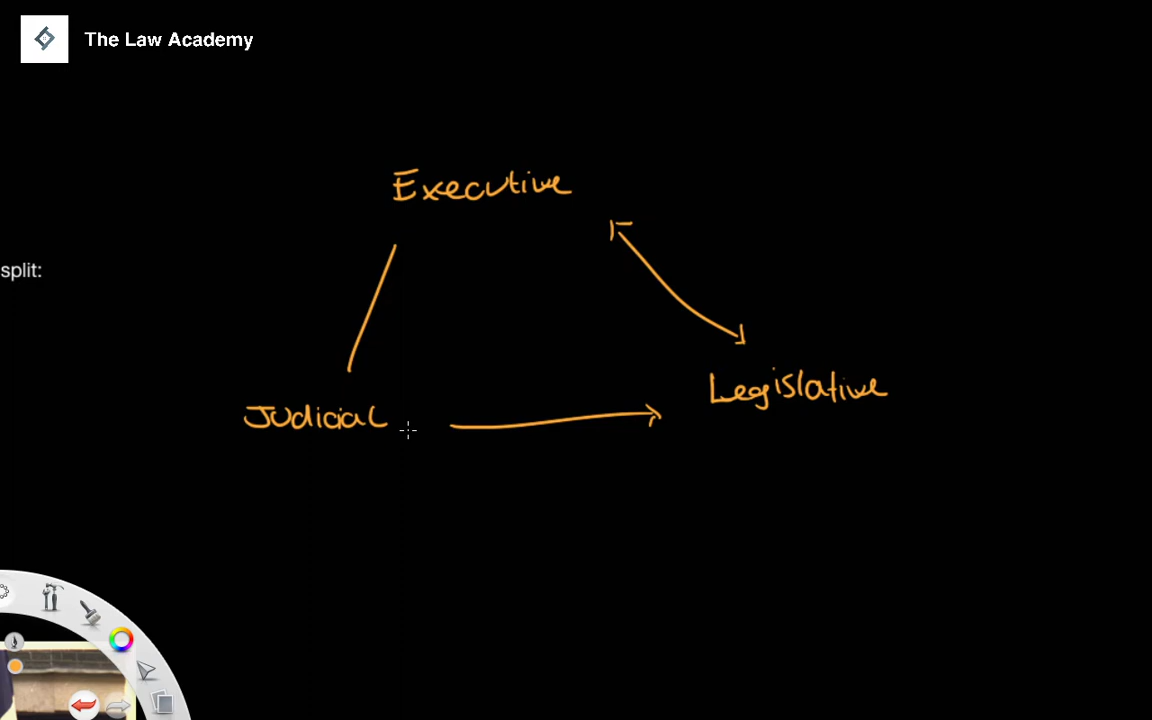 The Law Academy
Executive
split:
Legislative
Judicial